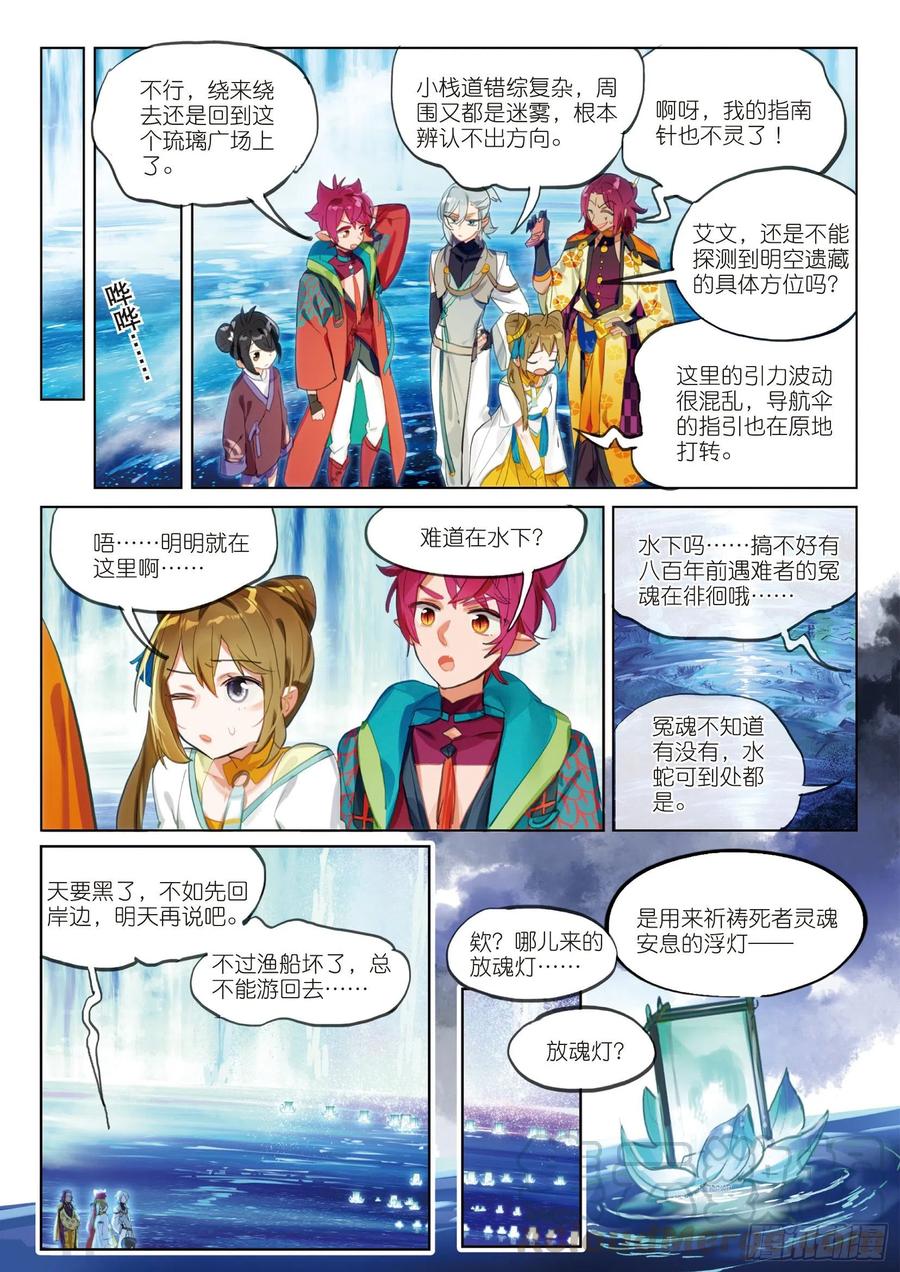 不行，绕来绕
去还是回到这
个琉璃广场上
了。
小栈道错综复杂，周
围又都是迷雾，根本
辨认不出方向。
啊呀，我的指南
针也不灵了！
艾文，还是不能
探测到明空遗藏
的具体方位吗？
这里的引力波动
很混乱，导航伞
的指引也在原地
打转。
哗哗……
唔……明明就在
这里啊……
难道在水下？
水下吗……搞不好有
八百年前遇难者的冤
魂在徘徊哦……
冤魂不知道
有没有，水
蛇可到处都
是。
天要黑了，不如先回
岸边，明天再说吧。
不过渔船坏了，总
不能游回去……
欸？哪儿来的
放魂灯……
放魂灯？
是用来祈祷死者灵魂
安息的浮灯——
腾讯动漫